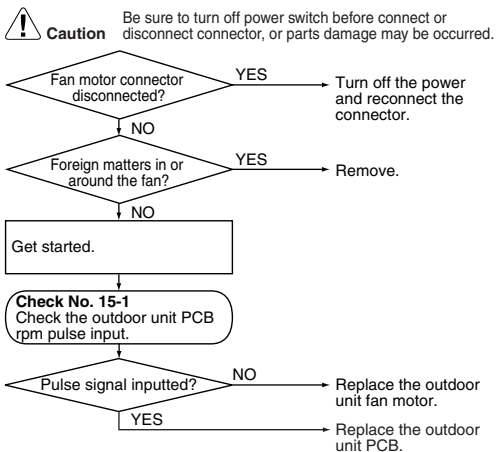 Caution
Be sure to turn off power switch before connect or
disconnect connector, or parts damage may be occurred.
Fan motor connector
disconnected?
YES
Turn off the power
and reconnect the
connector.
NO
Foreign matters in or
around the fan?
YES
Remove.
NO
Get started.
Check No. 15-1
Check the outdoor unit PCB
rpm pulse input.
Pulse signal inputted?
NO
Replace the outdoor
unit fan motor.
YES
Replace the outdoor
unit PCB.